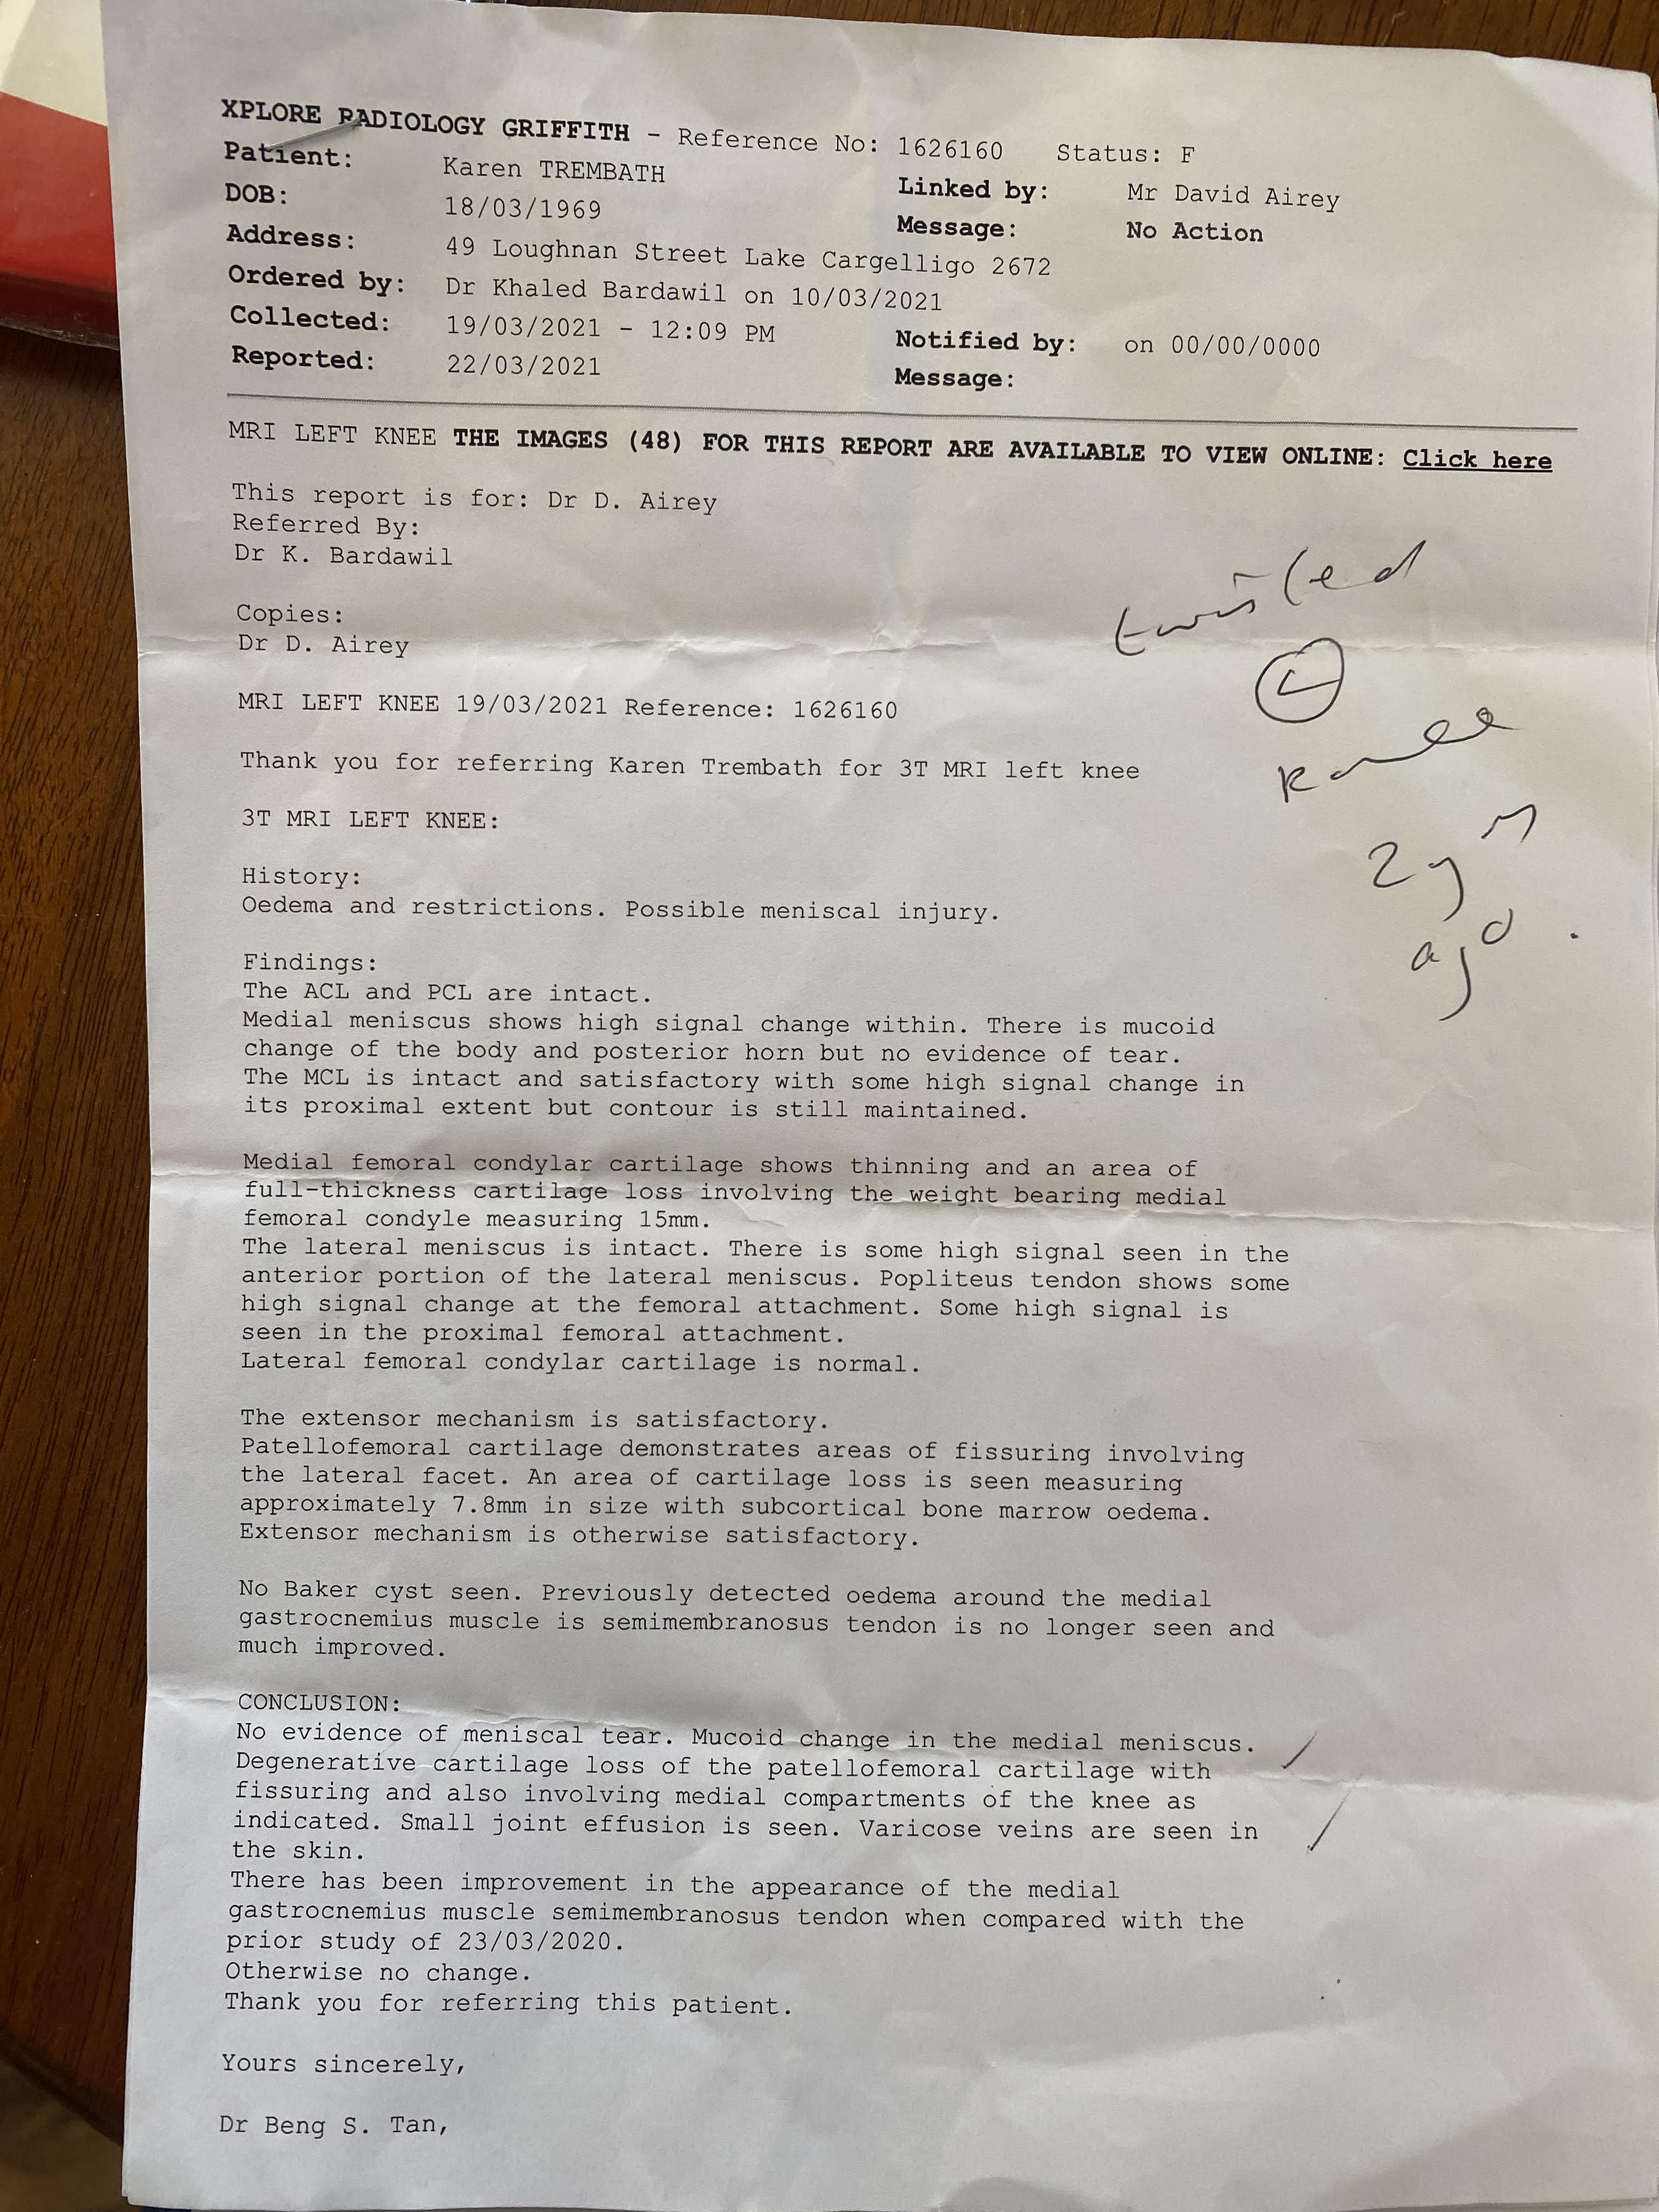 XPLORE RADIOLOGY GRIFFITH - Reference No: 1626160 Status: F
Patient: Karen TREMBATH
Linked by: Mr David Airey
DOB: 18/03/1969
Message: No Action
Address: 49 Loughnan Street Lake Cargelligo 2672
Ordered by: Dr Khaled Bardawil on 10/03/2021
Collected: 19/03/2021 - 12:09 PM
Notified by: on 00/00/0000
Reported: 22/03/2021
Message:
MRI LEFT KNEE THE IMAGES (48) FOR THIS REPORT ARE AVAILABLE TO VIEW ONLINE: Click here
This report is for: Dr D. Airey
Referred By:
Dr K. Bardawil
Copies:
Dr D. Airey
twisted
L
knee
2 yrs
ago.
MRI LEFT KNEE 19/03/2021 Reference: 1626160
Thank you for referring Karen Trembath for 3T MRI left knee
3T MRI LEFT KNEE:
History:
Oedema and restrictions. Possible meniscal injury.
Findings:
The ACL and PCL are intact.
Medial meniscus shows high signal change within. There is mucoid
change of the body and posterior horn but no evidence of tear.
The MCL is intact and satisfactory with some high signal change in
its proximal extent but contour is still maintained.
Medial femoral condylar cartilage shows thinning and an area of
full-thickness cartilage loss involving the weight bearing medial
femoral condyle measuring 15mm.
The lateral meniscus is intact. There is some high signal seen in the
anterior portion of the lateral meniscus. Popliteus tendon shows some
high signal change at the femoral attachment. Some high signal is
seen in the proximal femoral attachment.
Lateral femoral condylar cartilage is normal.
The extensor mechanism is satisfactory.
Patellofemoral cartilage demonstrates areas of fissuring involving
the lateral facet. An area of cartilage loss is seen measuring
approximately 7.8mm in size with subcortical bone marrow oedema.
Extensor mechanism is otherwise satisfactory.
No Baker cyst seen. Previously detected oedema around the medial
gastrocnemius muscle is semimembranosus tendon is no longer seen and
much improved.
CONCLUSION:
No evidence of meniscal tear. Mucoid change in the medial meniscus.
Degenerative cartilage loss of the patellofemoral cartilage with
fissuring and also involving medial compartments of the knee as
indicated. Small joint effusion is seen. Varicose veins are seen in
the skin.
There has been improvement in the appearance of the medial
gastrocnemius muscle semimembranosus tendon when compared with the
prior study of 23/03/2020.
Otherwise no change.
Thank you for referring this patient.
Yours sincerely,
Dr Beng S. Tan,